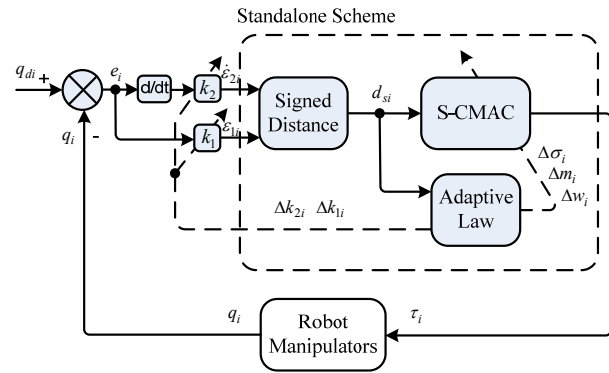 Standalone Scheme
q_di + e_i d/dt k_2 ε̇_2i
Signed Distance
d_si
S-CMAC
q_i - k_1 ε_1i
Δσ_i
Δm_i
Δw_i
Adaptive Law
Δk_2i Δk_1i
q_i
Robot Manipulators
τ_i